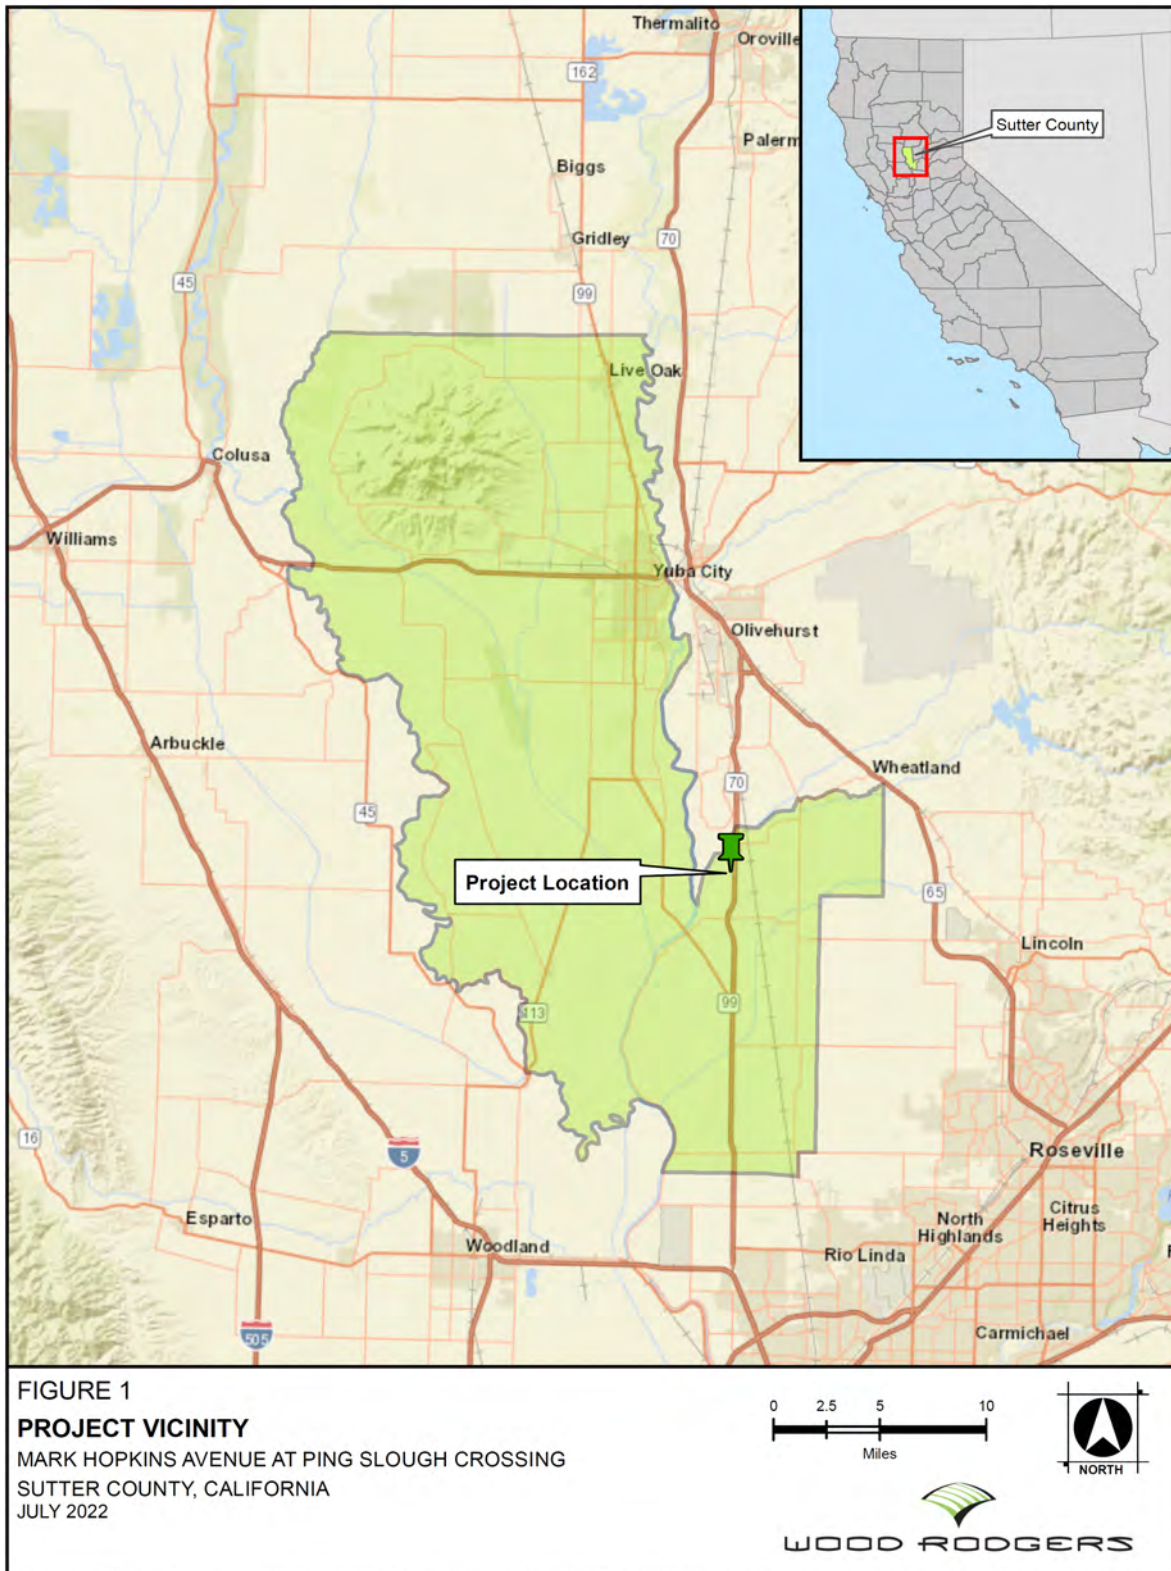 Thermalito
Oroville
162
Palerm
Sutter County
Biggs
Gridley
70
45
99
Live Oak
Colusa
Williams
Yuba City
Olivehurst
Arbuckle
Wheatland
70
45
Project Location
65
Lincoln
99
113
16
5
Roseville
Esparto
Citrus
Heights
North
Highlands
Woodland
Rio Linda
505
Carmichael
FIGURE 1
PROJECT VICINITY
MARK HOPKINS AVENUE AT PING SLOUGH CROSSING
SUTTER COUNTY, CALIFORNIA
JULY 2022
0 2.5 5 10
Miles
NORTH
WOOD RODGERS